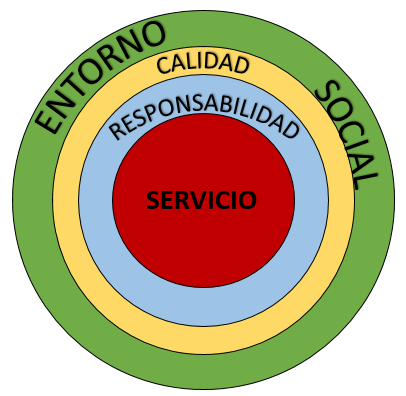 ENTORNO SOCIAL
CALIDAD
RESPONSABILIDAD
SERVICIO